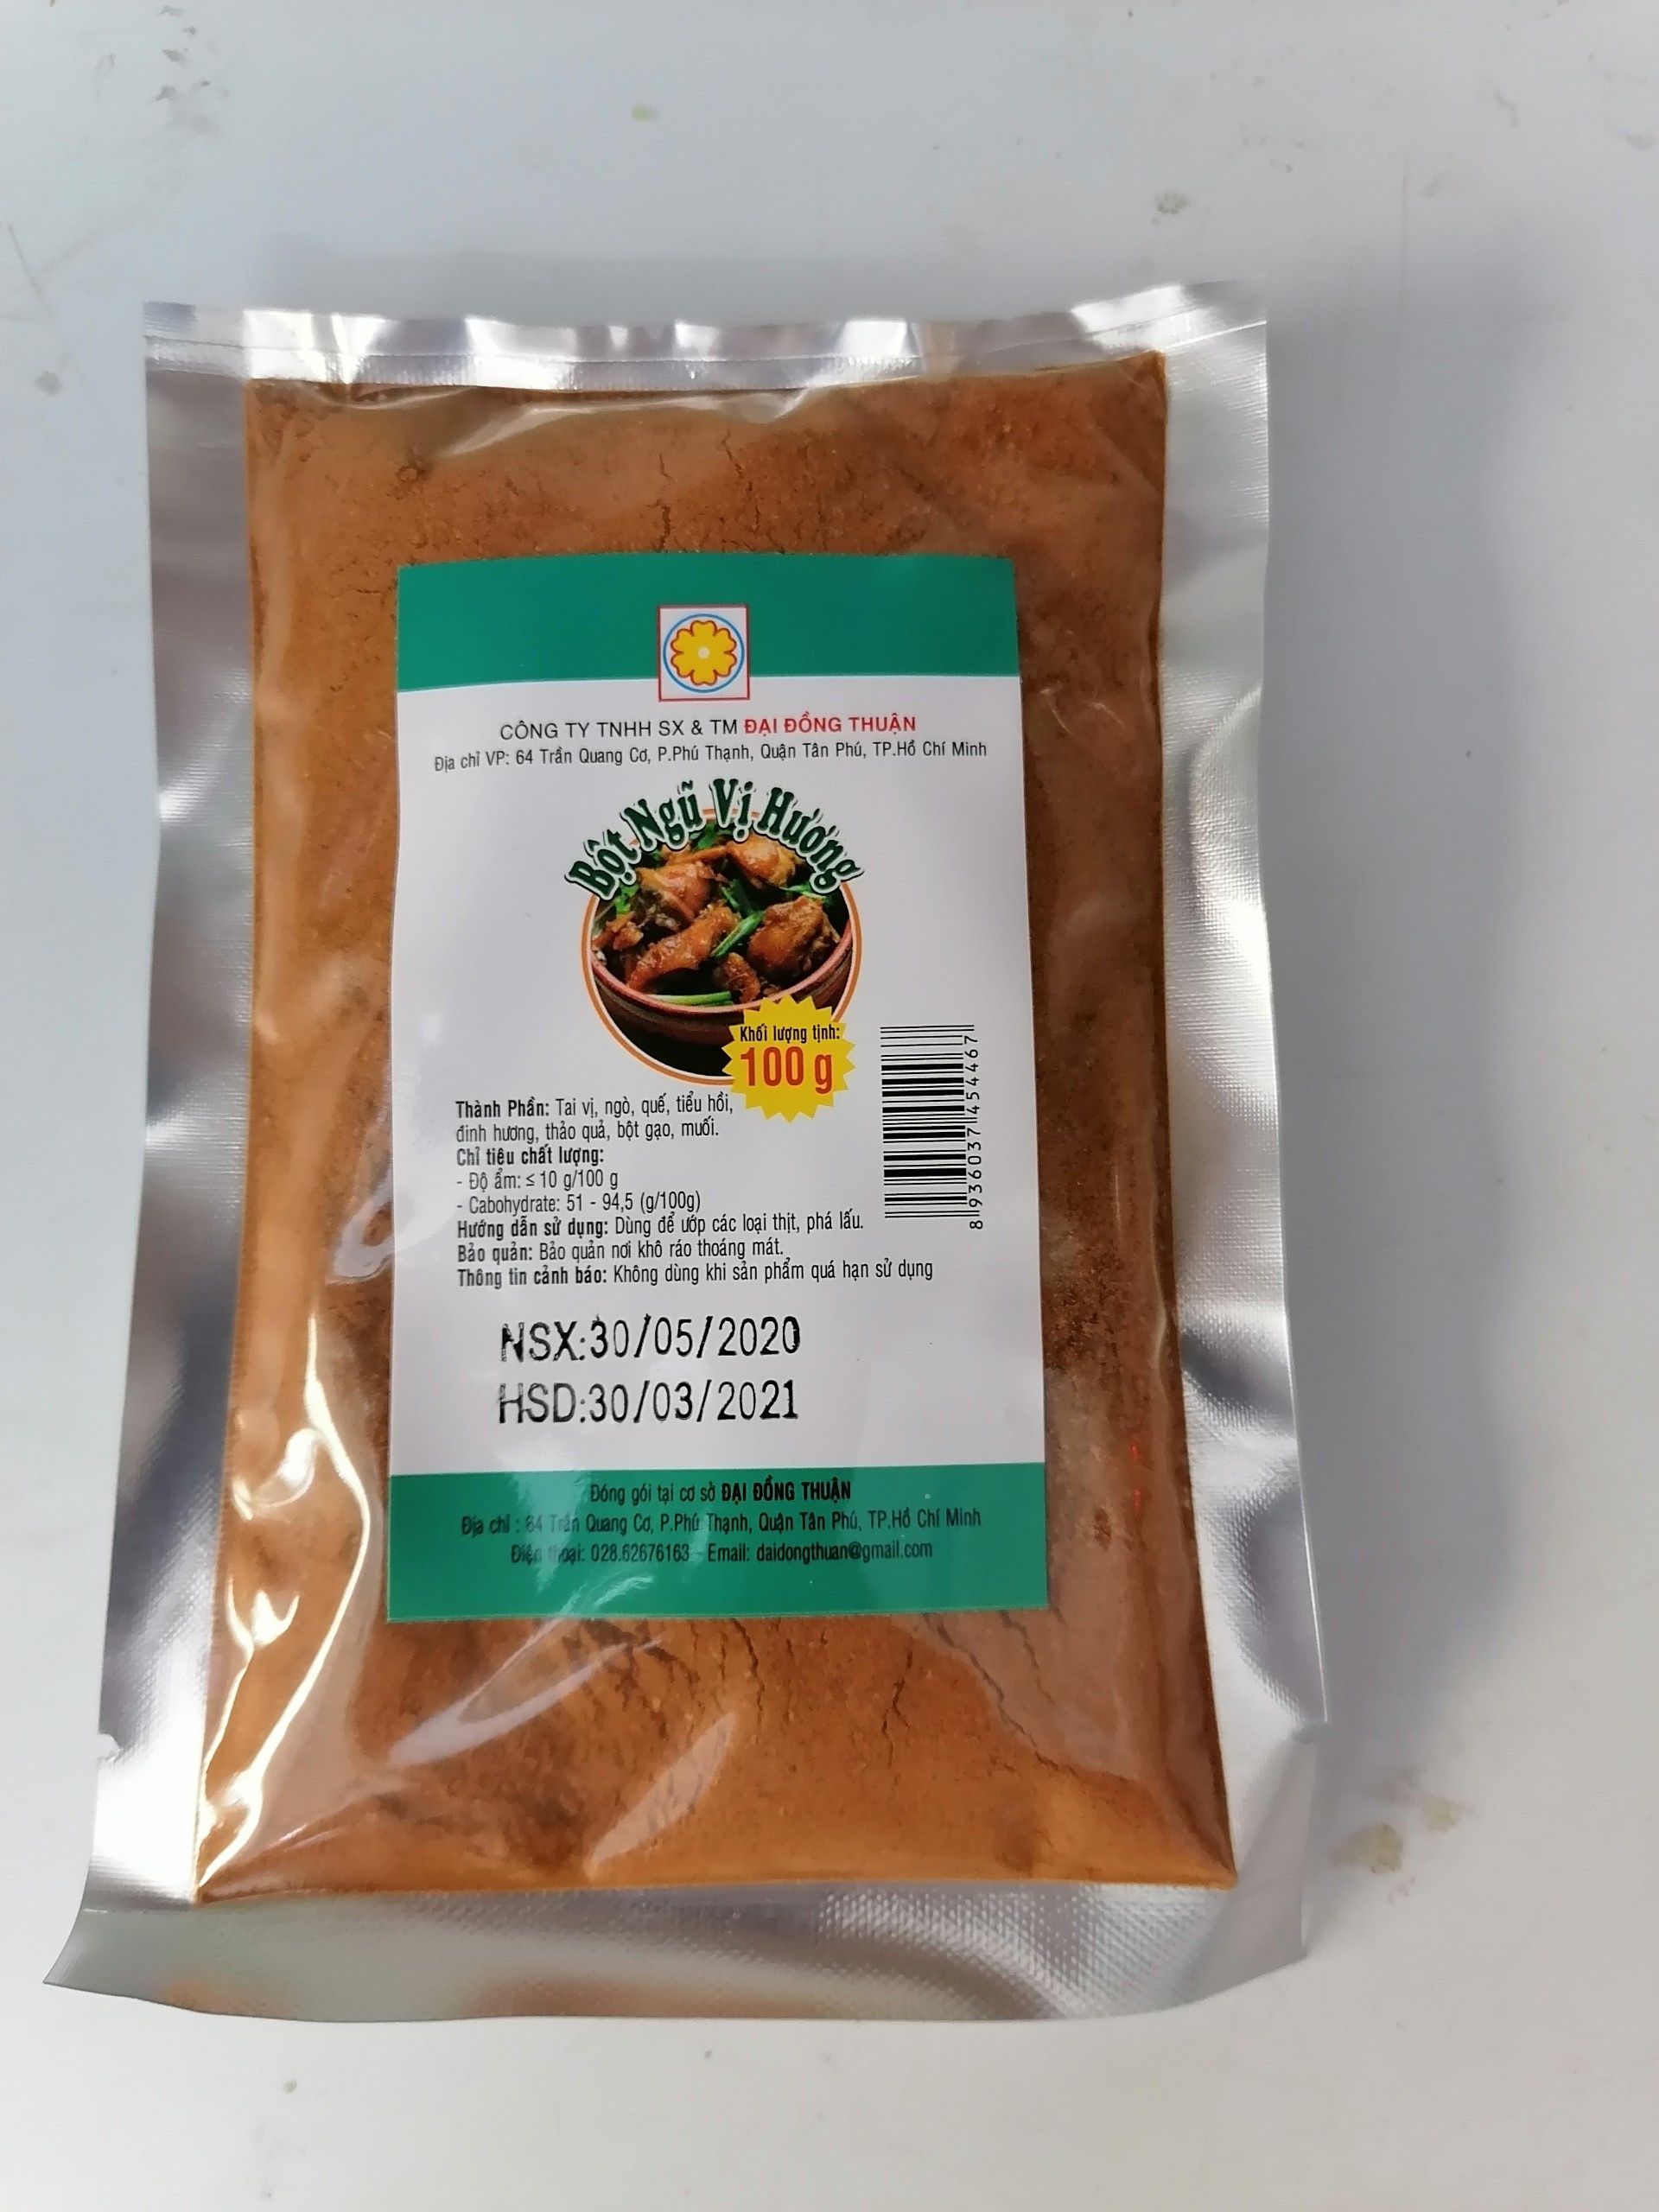 CÔNG TY TNHH SX & TM ĐẠI ĐỒNG THUẬN
Địa chỉ VP: 64 Trần Quang Cơ, P.Phú Thạnh, Quận Tân Phú, TP.Hồ Chí Minh
Bột Ngũ Vị Hương
Khối lượng tịnh:
100 g
Thành Phần: Tai vị, ngò, quế, tiểu hồi,
đinh hương, thảo quả, bột gạo, muối.
Chỉ tiêu chất lượng:
- Độ ẩm: ≤ 10 g/100 g
- Cabohydrate: 51 - 94,5 (g/100g)
Hướng dẫn sử dụng: Dùng để ướp các loại thịt, phá lấu.
Bảo quản: Bảo quản nơi khô ráo thoáng mát.
Thông tin cảnh báo: Không dùng khi sản phẩm quá hạn sử dụng
8 936037 454467
NSX:30/05/2020
HSD:30/03/2021
Đóng gói tại cơ sở ĐẠI ĐỒNG THUẬN
Địa chỉ : 64 Trần Quang Cơ, P.Phú Thạnh, Quận Tân Phú, TP.Hồ Chí Minh
Điện thoại: 028.62676163 - Email: daidongthuan@gmail.com